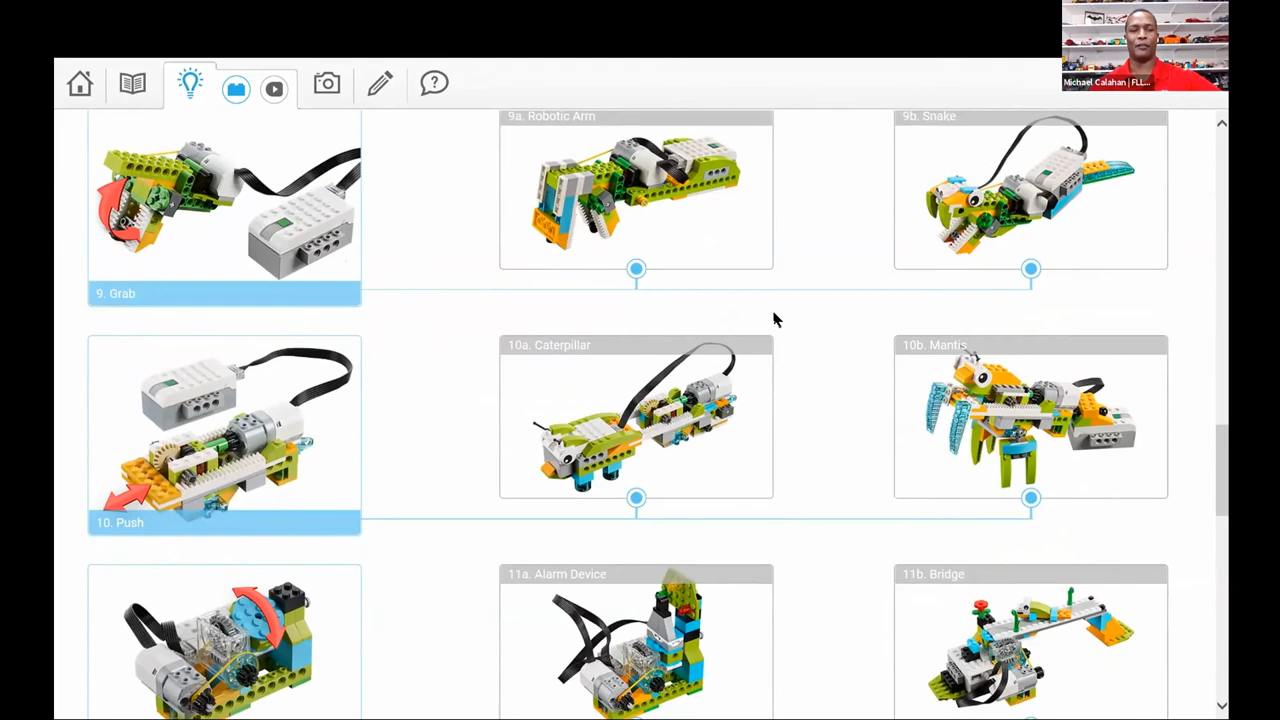 Michael Calahan | FLL...
9a. Robotic Arm
9b. Snake
9. Grab
10a. Caterpillar
10b. Mantis
10. Push
11a. Alarm Device
11b. Bridge